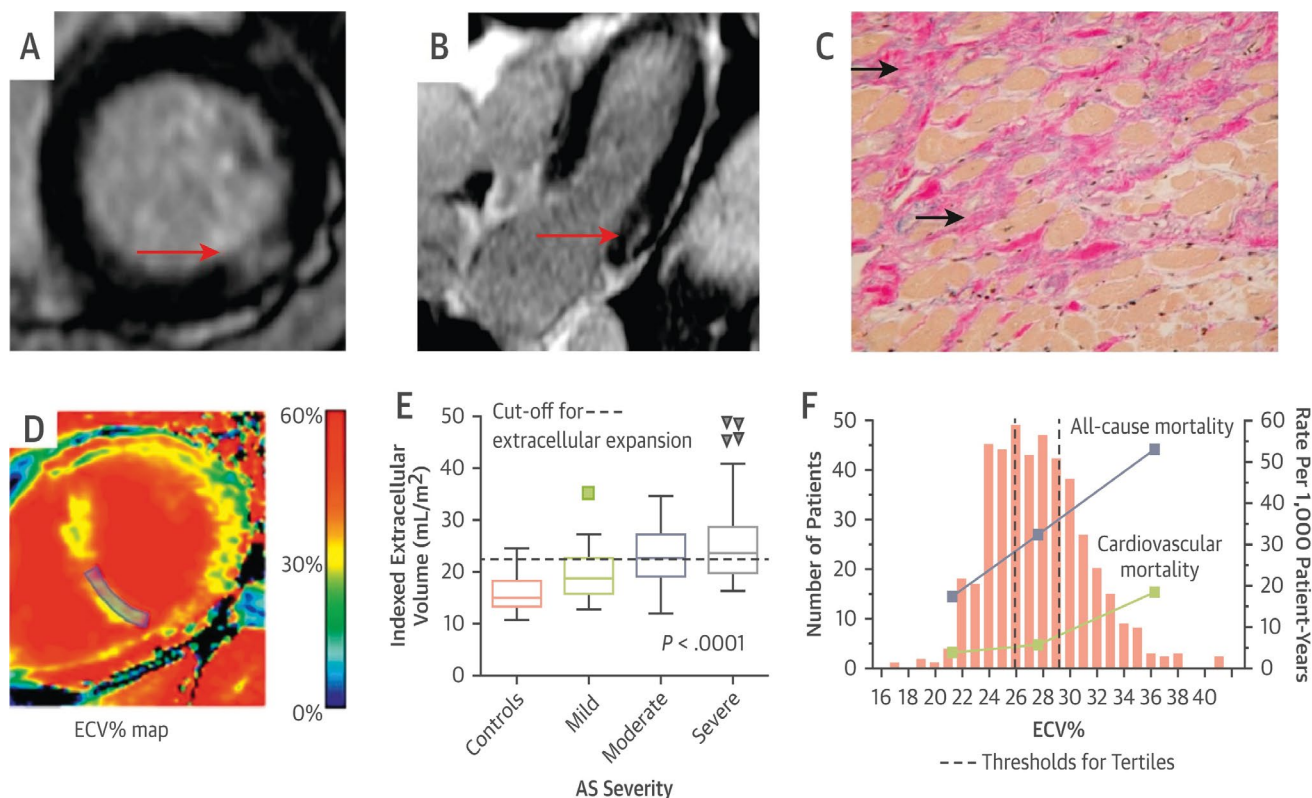 A
B
C
D
60%
30%
0%
ECV% map
E
Cut-off for
extracellular expansion
Indexed Extracellular
Volume (mL/m²)
50
40
30
20
10
0
P < .0001
Controls
Mild
Moderate
Severe
AS Severity
F
All-cause mortality
Cardiovascular
mortality
Number of Patients
50
40
30
20
10
0
Rate Per 1,000 Patient-Years
60
50
40
30
20
10
0
16 18 20 22 24 26 28 30 32 34 36 38 40
ECV%
Thresholds for Tertiles